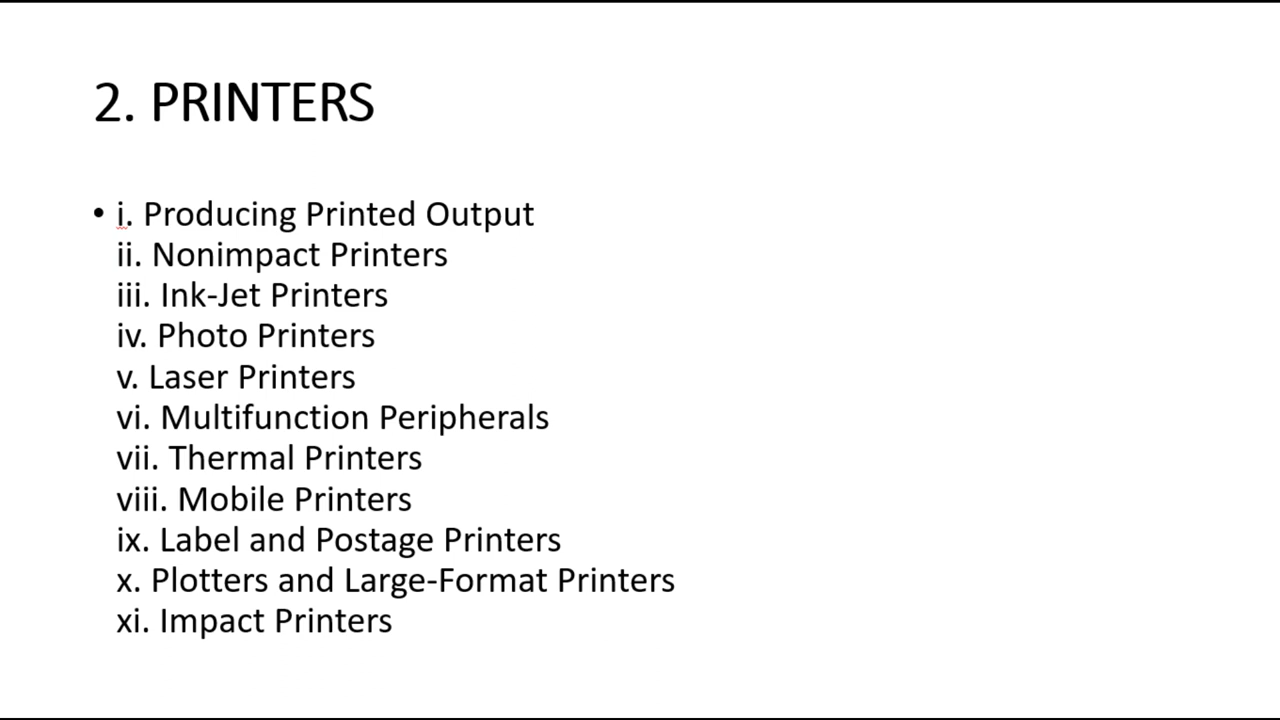 2. PRINTERS
• i. Producing Printed Output
ii. Nonimpact Printers
iii. Ink-Jet Printers
iv. Photo Printers
v. Laser Printers
vi. Multifunction Peripherals
vii. Thermal Printers
viii. Mobile Printers
ix. Label and Postage Printers
x. Plotters and Large-Format Printers
xi. Impact Printers